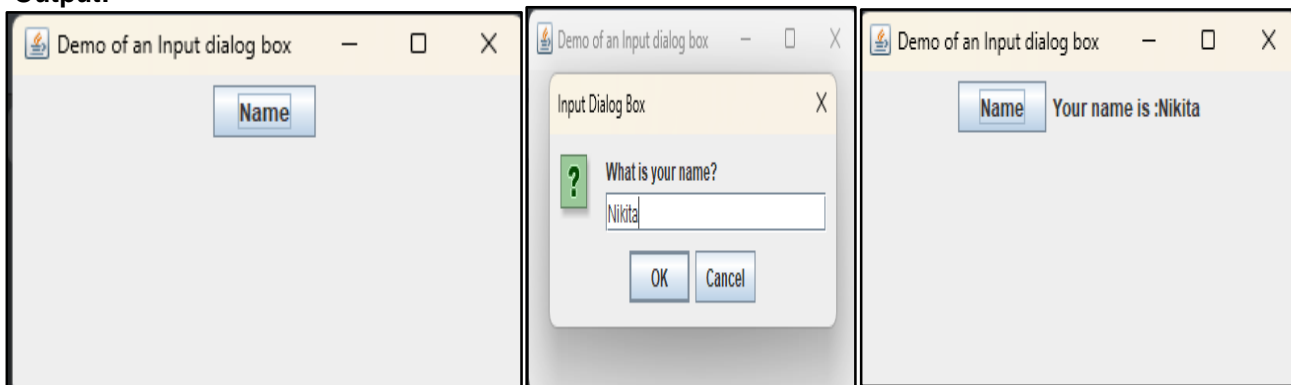 Output:
Demo of an Input dialog box
Name
Demo of an Input dialog box
Input Dialog Box
What is your name?
Nikita
OK Cancel
Demo of an Input dialog box
Name Your name is :Nikita